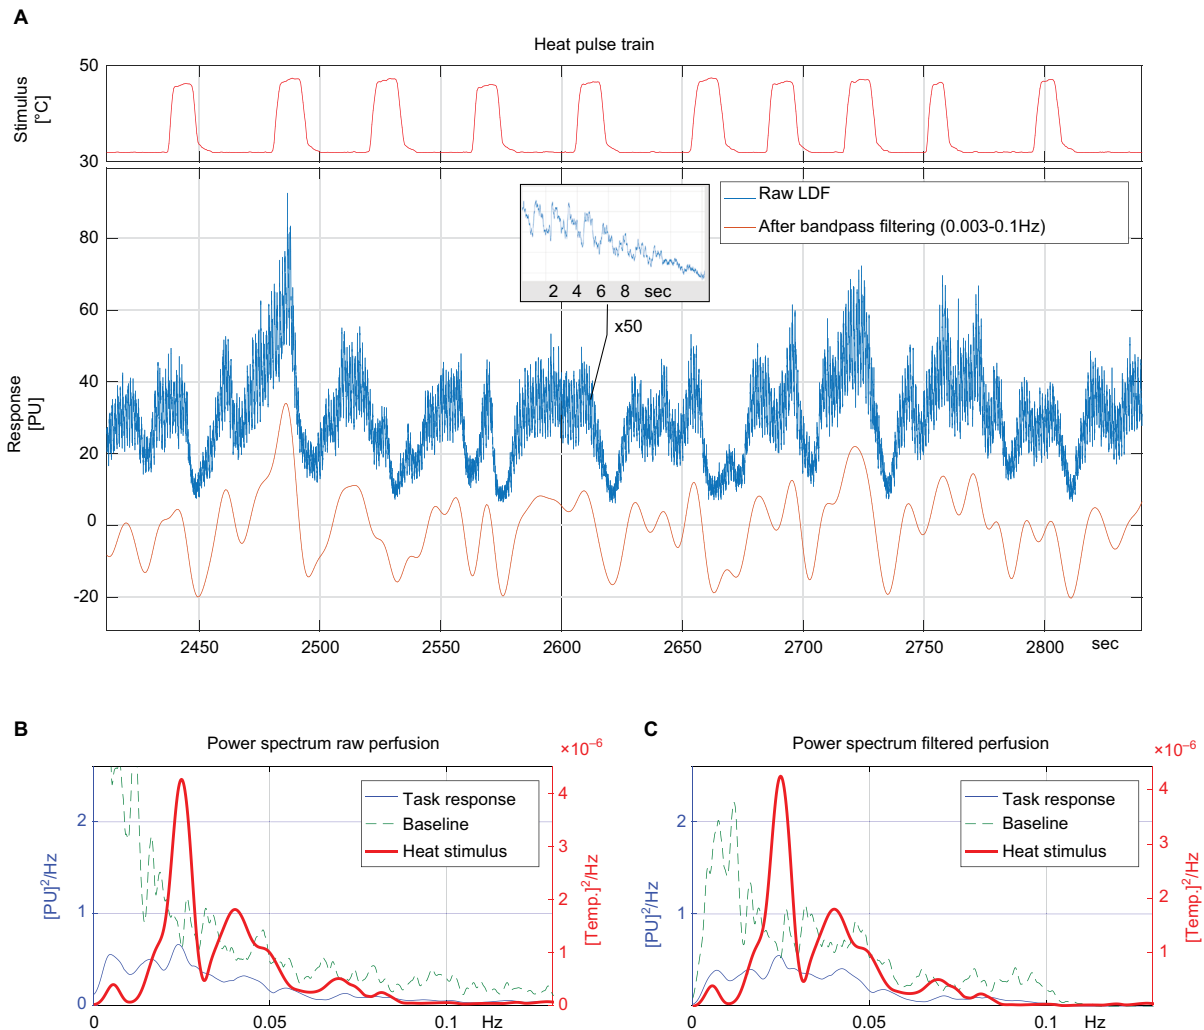 A
Heat pulse train
50
30
Stimulus
[°C]
Raw LDF
After bandpass filtering (0.003-0.1Hz)
2 4 6 8 sec
x50
80
60
40
20
0
-20
Response
[PU]
2450 2500 2550 2600 2650 2700 2750 2800 sec
B
Power spectrum raw perfusion
×10–6
Task response
Baseline
Heat stimulus
2
1
0
[PU]2/Hz
4
3
2
1
0
[Temp.]2/Hz
0 0.05 0.1 Hz
C
Power spectrum filtered perfusion
×10–6
Task response
Baseline
Heat stimulus
2
1
0
[PU]2/Hz
4
3
2
1
0
[Temp.]2/Hz
0 0.05 0.1 Hz